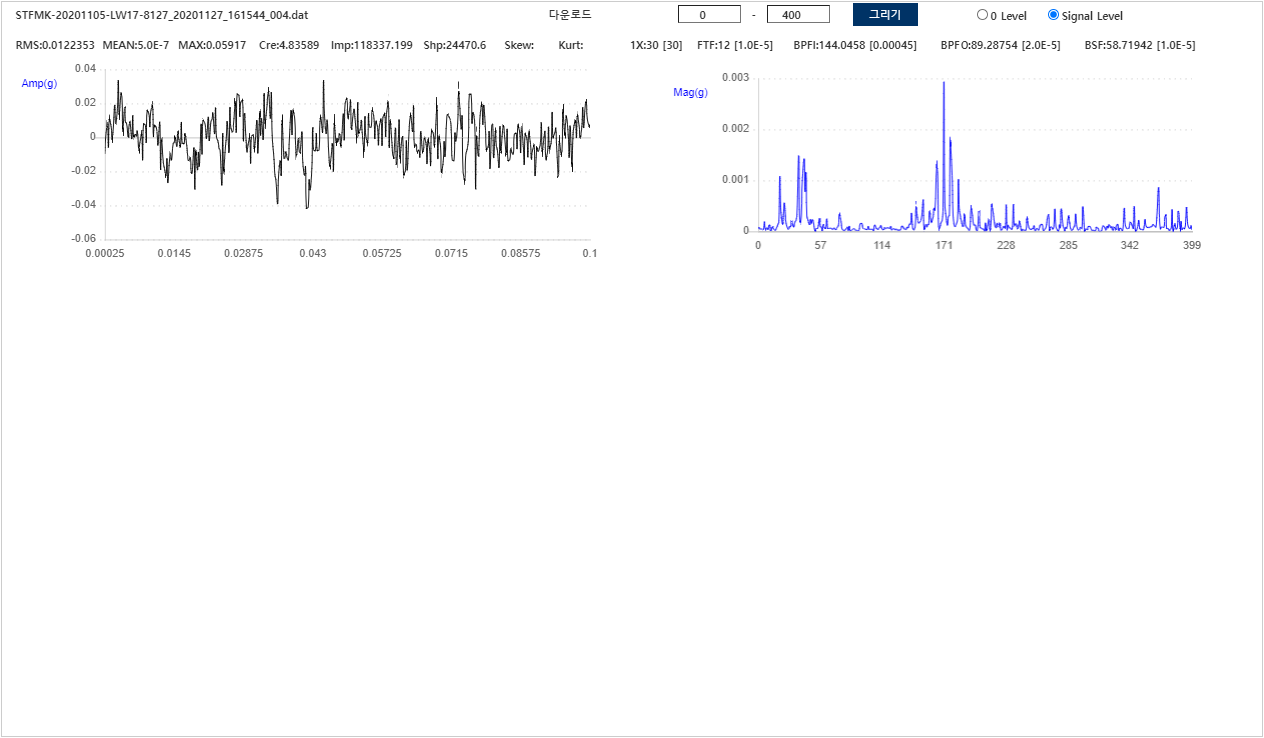 STFMK-20201105-LW17-8127_20201127_161544_004.dat 다운로드 0 - 400 그리기 0 Level Signal Level
RMS:0.0122353 MEAN:5.0E-7 MAX:0.05917 Cre:4.83589 Imp:118337.199 Shp:24470.6 Skew: Kurt: 1X:30 [30] FTF:12 [1.0E-5] BPFI:144.0458 [0.00045] BPFO:89.28754 [2.0E-5] BSF:58.71942 [1.0E-5]
Amp(g)
0.04
0.02
0
-0.02
-0.04
-0.06
0.00025 0.0145 0.02875 0.043 0.05725 0.0715 0.08575 0.1
Mag(g)
0.003
0.002
0.001
0
0 57 114 171 228 285 342 399